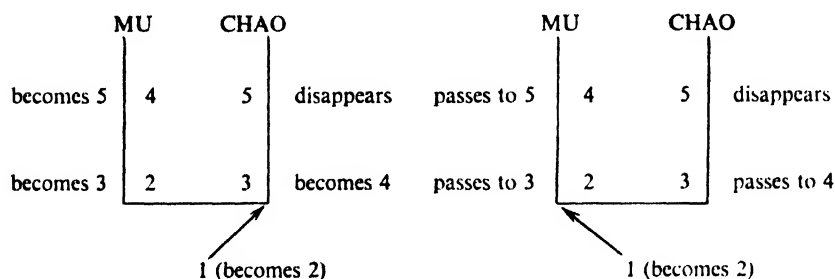 MU CHAO MU CHAO
becomes 5 4 5 disappears passes to 5 4 5 disappears
becomes 3 2 3 becomes 4 passes to 3 2 3 passes to 4
1 (becomes 2) 1 (becomes 2)